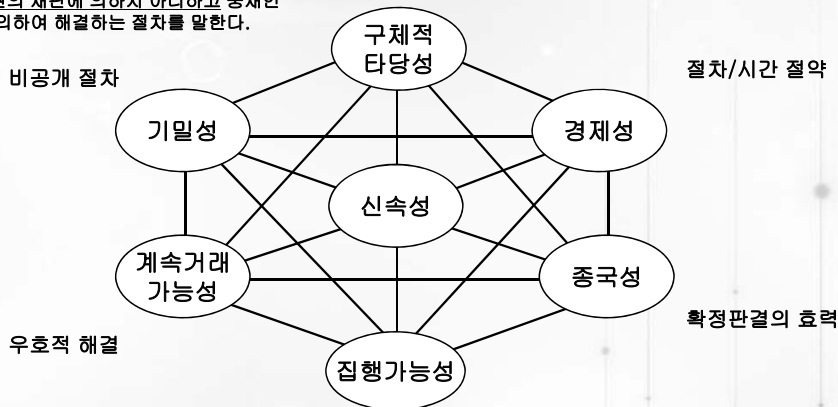 의하여 해결하는 절차를 말한다.
구체적
타당성
비공개 절차
절차/시간 절약
기밀성
경제성
신속성
계속거래
가능성
종국성
우호적 해결
확정판결의 효력
집행가능성